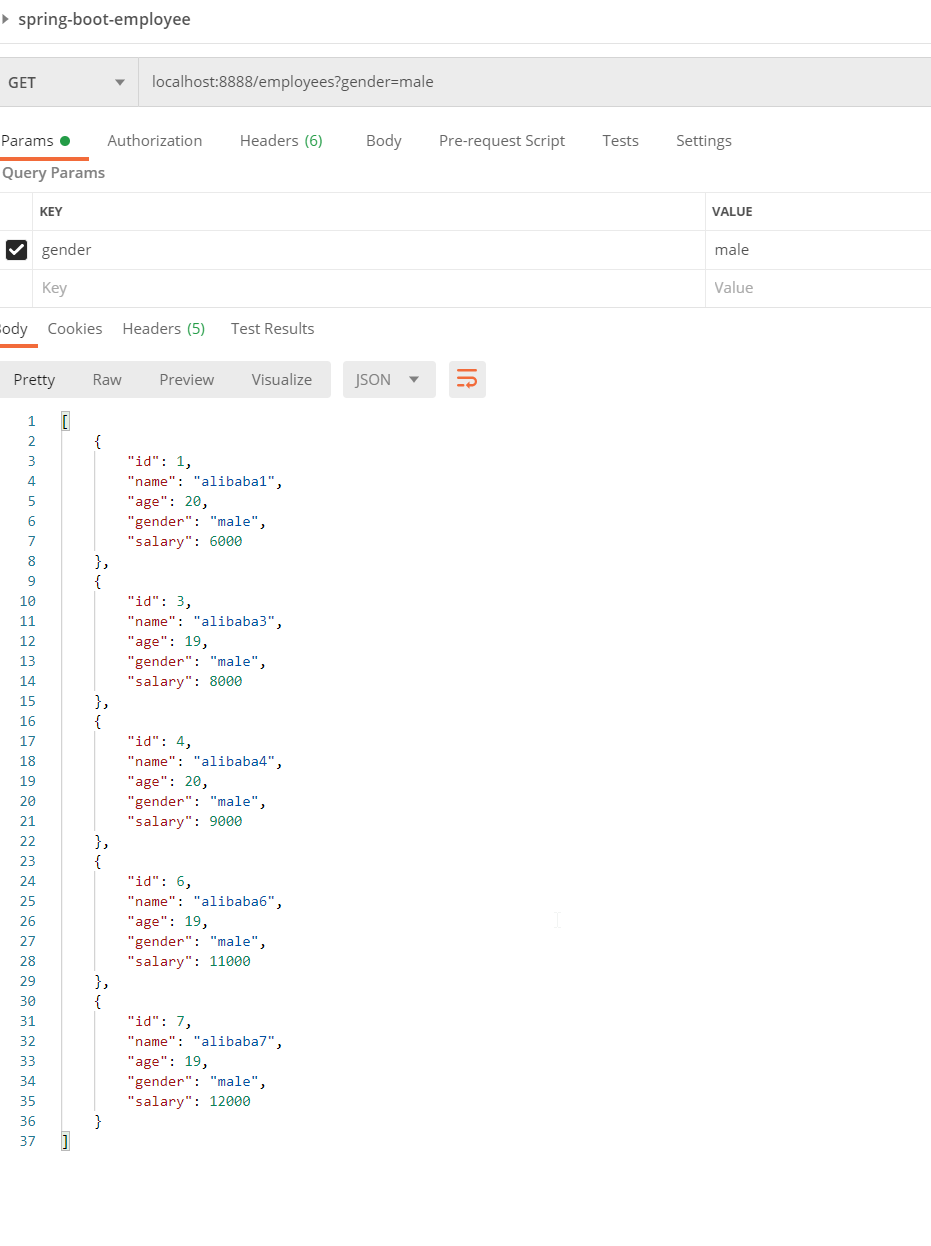 spring-boot-employee
GET localhost:8888/employees?gender=male
Params Authorization Headers (6) Body Pre-request Script Tests Settings
Query Params
KEY VALUE
gender male
Key Value
Body Cookies Headers (5) Test Results
Pretty Raw Preview Visualize JSON
1 [
2 {
3 "id": 1,
4 "name": "alibaba1",
5 "age": 20,
6 "gender": "male",
7 "salary": 6000
8 },
9 {
10 "id": 3,
11 "name": "alibaba3",
12 "age": 19,
13 "gender": "male",
14 "salary": 8000
15 },
16 {
17 "id": 4,
18 "name": "alibaba4",
19 "age": 20,
20 "gender": "male",
21 "salary": 9000
22 },
23 {
24 "id": 6,
25 "name": "alibaba6",
26 "age": 19,
27 "gender": "male",
28 "salary": 11000
29 },
30 {
31 "id": 7,
32 "name": "alibaba7",
33 "age": 19,
34 "gender": "male",
35 "salary": 12000
36 }
37 ]